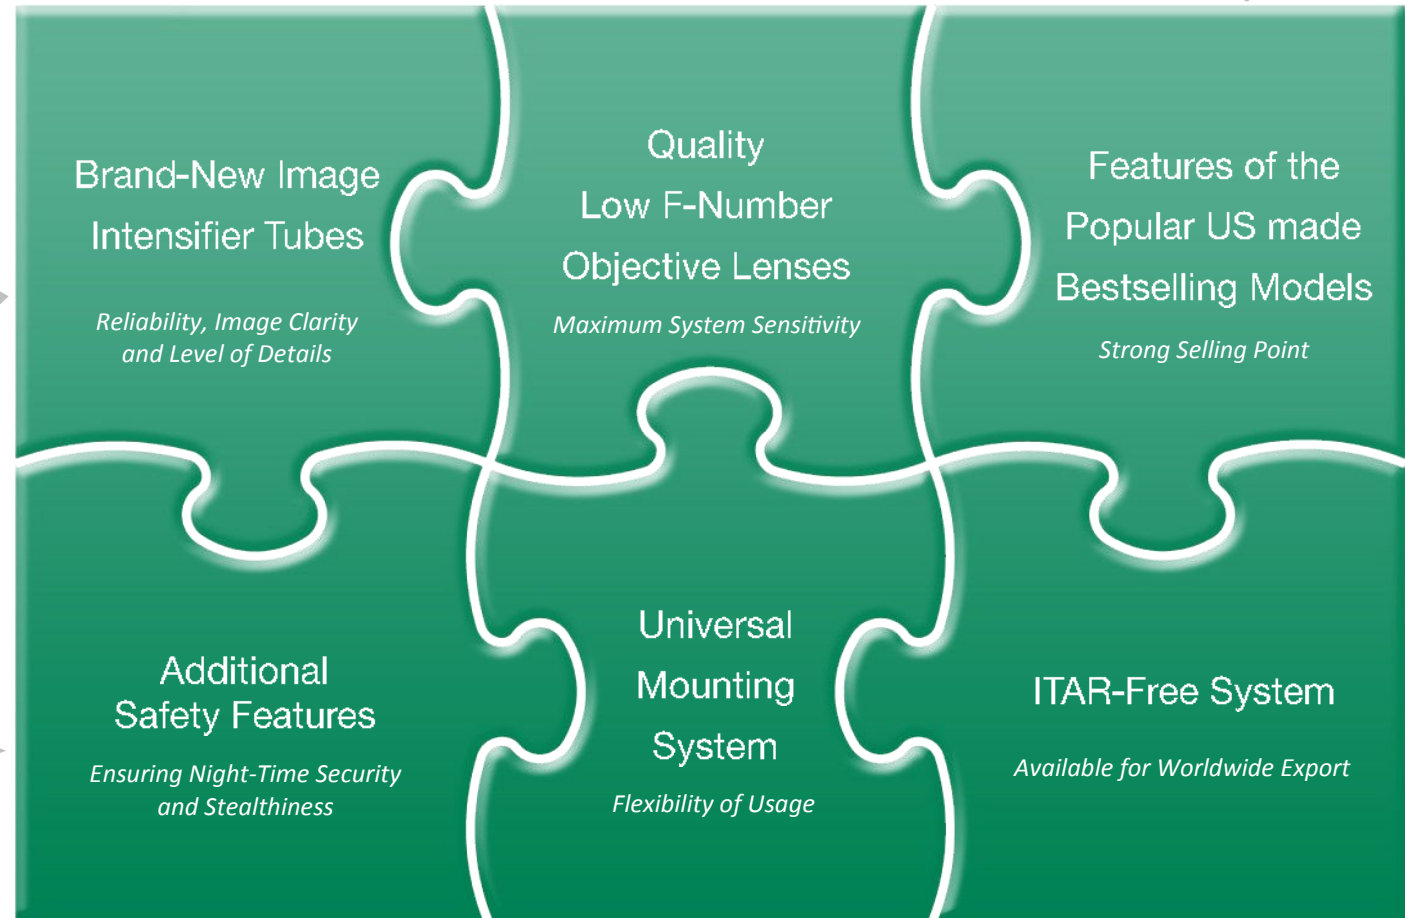 Brand-New Image
Intensifier Tubes
Reliability, Image Clarity
and Level of Details
Quality
Low F-Number
Objective Lenses
Maximum System Sensitivity
Features of the
Popular US made
Bestselling Models
Strong Selling Point
Additional
Safety Features
Ensuring Night-Time Security
and Stealthiness
Universal
Mounting
System
Flexibility of Usage
ITAR-Free System
Available for Worldwide Export